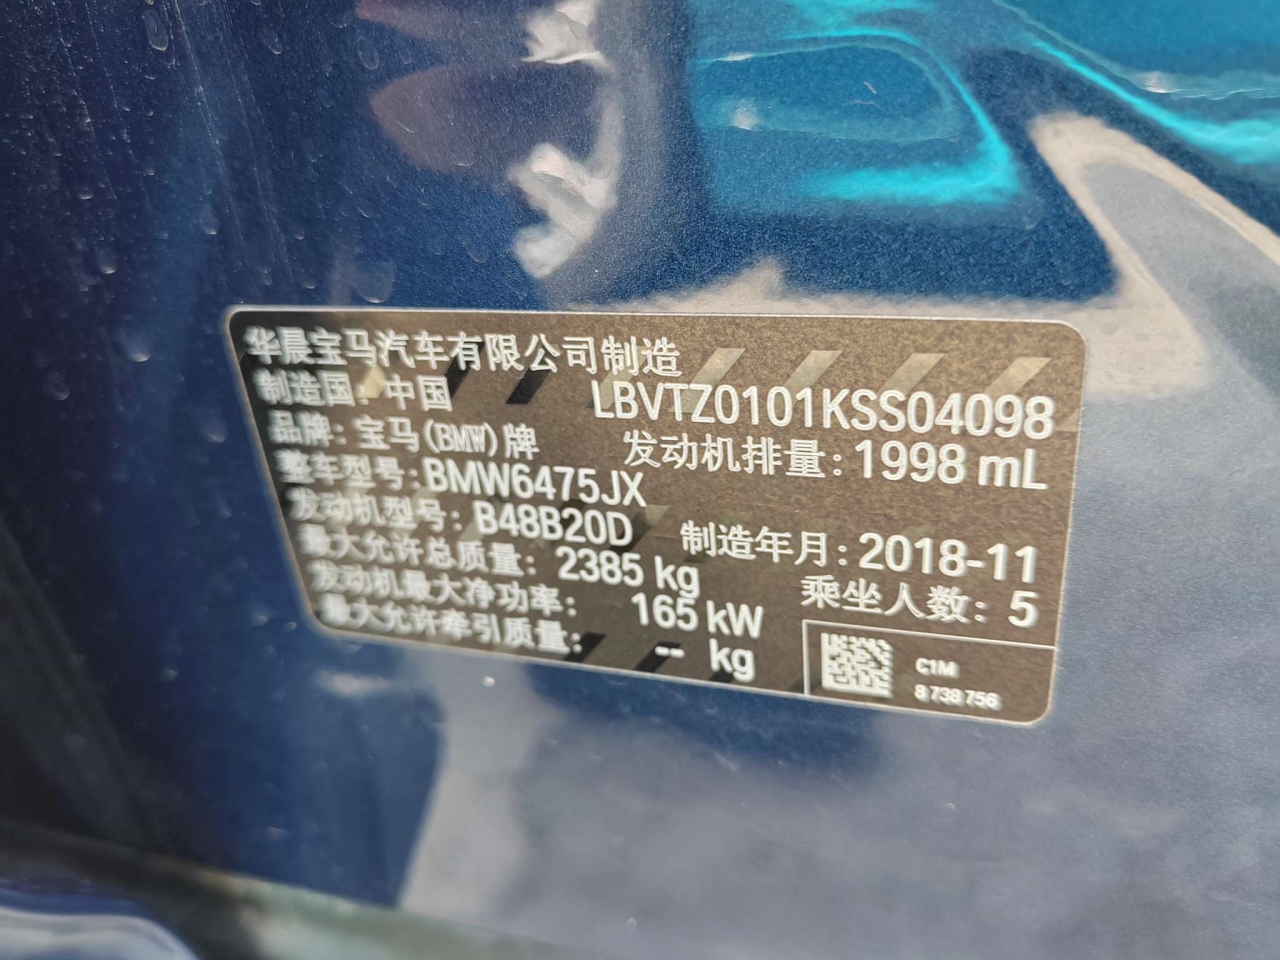 华晨宝马汽车有限公司制造
制造国: 中国 LBVTZ0101KSS04098
品牌: 宝马(BMW)牌 发动机排量: 1998 mL
整车型号: BMW6475JX
发动机型号: B48B20D 制造年月: 2018-11
最大允许总质量: 2385 kg 乘坐人数: 5
发动机最大净功率: 165 kW
最大允许牵引质量: -- kg
C1M
8738756